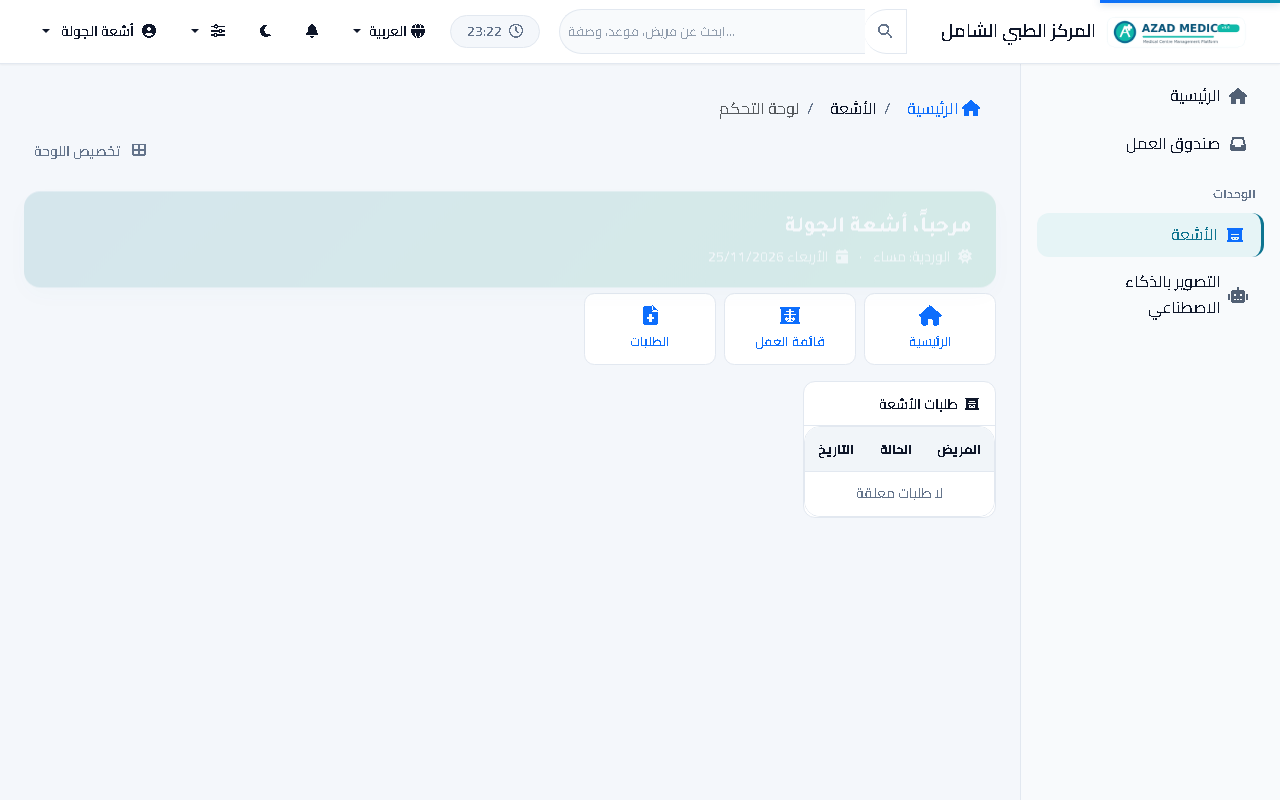 AZAD MEDIC
Medical Centre Management Platform
المركز الطبي الشامل
ابحث عن مريض، موعد، وصفة...
23:22
العربية
أشعة الجولة
الرئيسية
صندوق العمل
الوحدات
الأشعة
التصوير بالذكاء
الاصطناعي
الرئيسية / الأشعة / لوحة التحكم
تخصيص اللوحة
مرحباً، أشعة الجولة
الوردية: مساء · الأربعاء 25/11/2026
الرئيسية
قائمة العمل
الطلبات
طلبات الأشعة
المريض الحالة التاريخ
لا طلبات معلقة